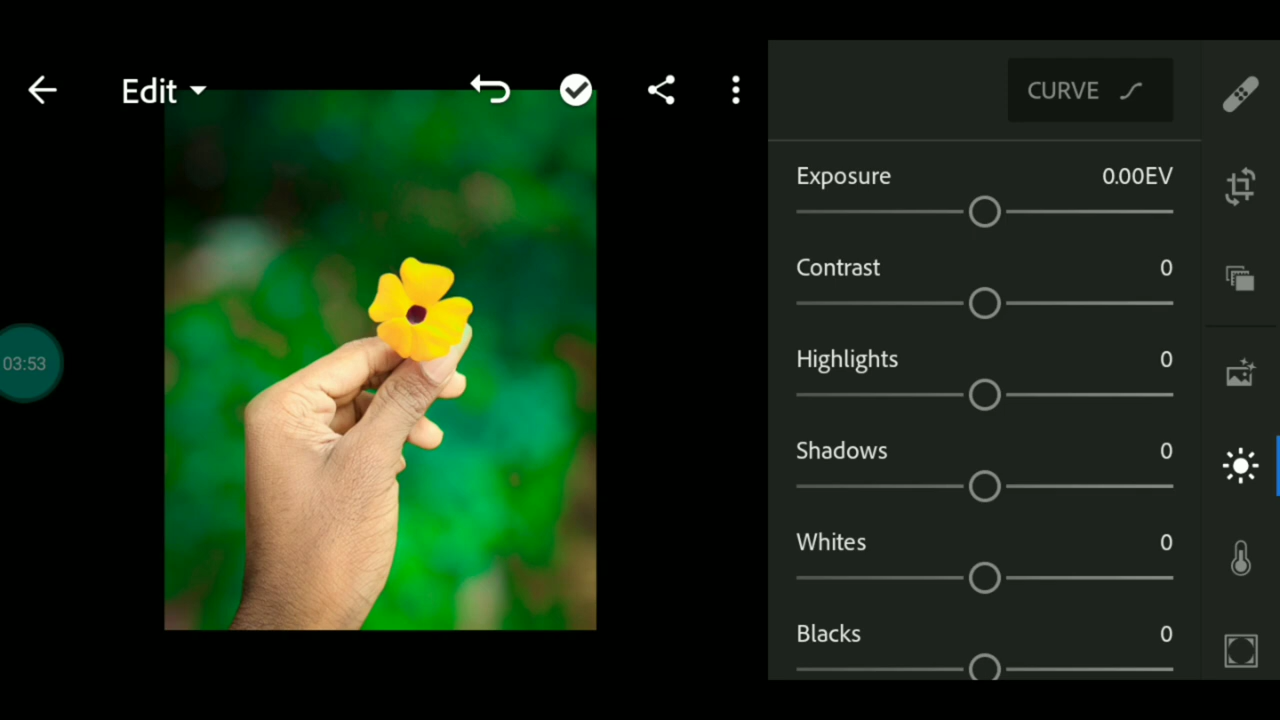 Edit
CURVE
03:53
Exposure 0.00EV
Contrast 0
Highlights 0
Shadows 0
Whites 0
Blacks 0